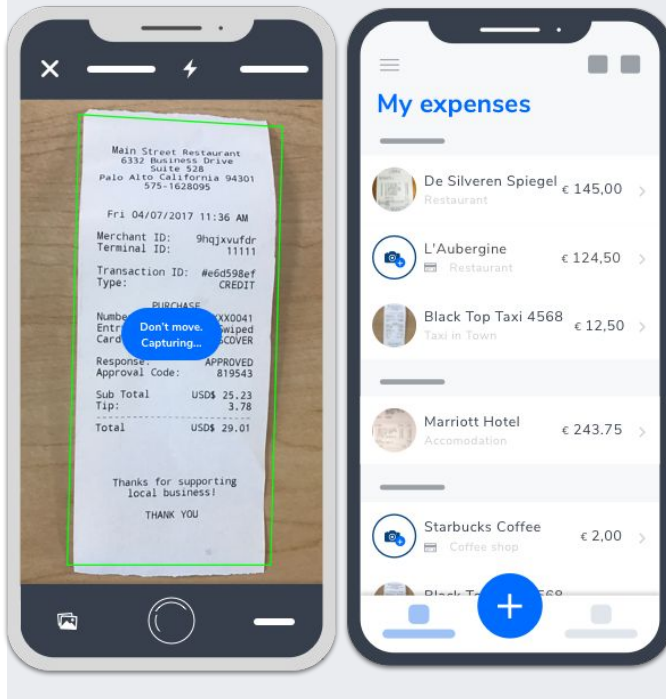 Main Street Restaurant
6332 Business Drive
Suite 528
Palo Alto California 94301
575-1628095
Fri 04/07/2017 11:36 AM
Merchant ID: 9hqjxvufdr
Terminal ID: 11111
Transaction ID: #e6d598ef
Type: CREDIT
PURCHASE
Don't move.
Capturing...
Response: APPROVED
Approval Code: 819543
Sub Total USD$ 25.23
Tip: 3.78
Total USD$ 29.01
Thanks for supporting
local business!
THANK YOU
My expenses
De Silveren Spiegel € 145,00
Restaurant
L'Aubergine € 124,50
Restaurant
Black Top Taxi 4568 € 12,50
Taxi in Town
Marriott Hotel € 243.75
Accomodation
Starbucks Coffee € 2,00
Coffee shop